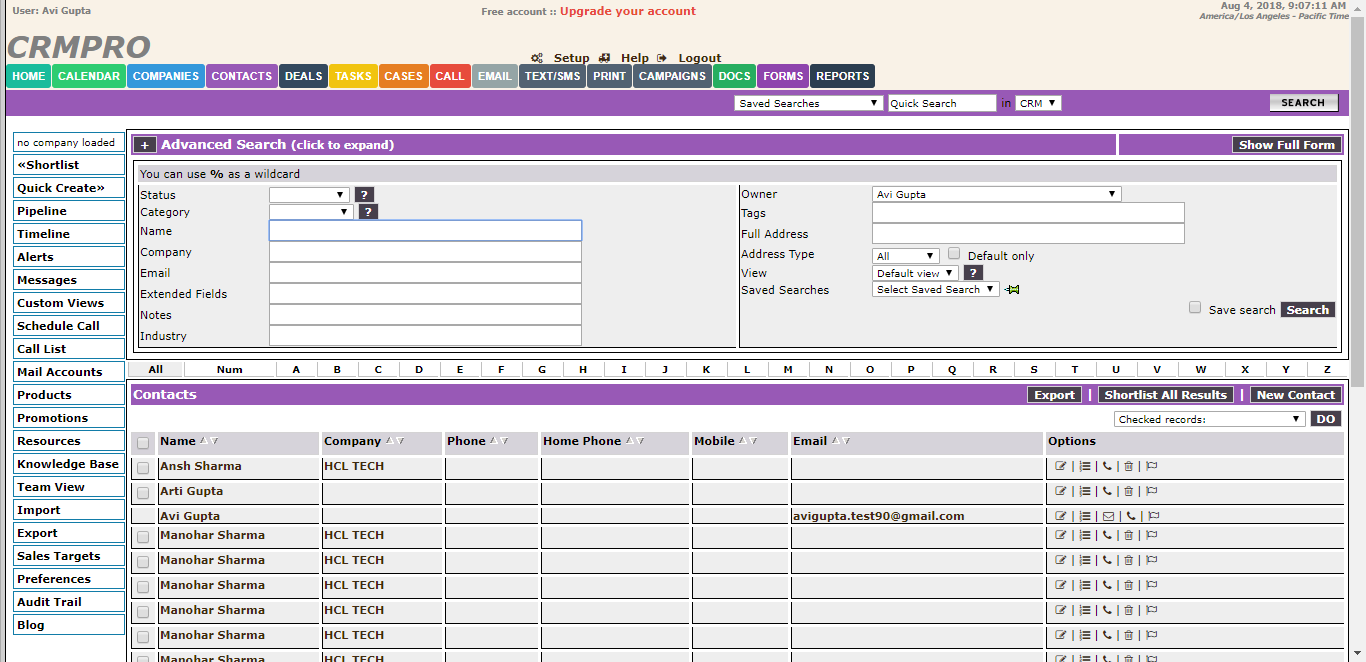 User: Avi Gupta
Free account :: Upgrade your account
Aug 4, 2018, 9:07:11 AM
America/Los Angeles - Pacific Time
CRMPRO
Setup Help Logout
HOME CALENDAR COMPANIES CONTACTS DEALS TASKS CASES CALL EMAIL TEXT/SMS PRINT CAMPAIGNS DOCS FORMS REPORTS
Saved Searches Quick Search in CRM SEARCH
no company loaded
«Shortlist
Quick Create»
Pipeline
Timeline
Alerts
Messages
Custom Views
Schedule Call
Call List
Mail Accounts
Products
Promotions
Resources
Knowledge Base
Team View
Import
Export
Sales Targets
Preferences
Audit Trail
Blog
+ Advanced Search (click to expand) Show Full Form
You can use % as a wildcard
Status ?
Category ?
Name
Company
Email
Extended Fields
Notes
Industry
Owner Avi Gupta
Tags
Full Address
Address Type All Default only
View Default view ?
Saved Searches Select Saved Search
Save search Search
All Num A B C D E F G H I J K L M N O P Q R S T U V W X Y Z
Contacts Export | Shortlist All Results | New Contact
Checked records: DO
Name Company Phone Home Phone Mobile Email Options
Ansh Sharma HCL TECH
Arti Gupta
Avi Gupta avigupta.test90@gmail.com
Manohar Sharma HCL TECH
Manohar Sharma HCL TECH
Manohar Sharma HCL TECH
Manohar Sharma HCL TECH
Manohar Sharma HCL TECH
Manohar Sharma HCL TECH